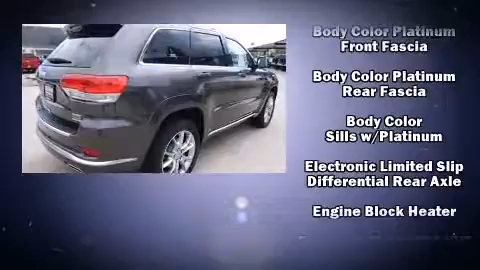 Body Color Platinum
Front Fascia
Body Color Platinum
Rear Fascia
Body Color
Sills w/Platinum
Electronic Limited Slip
Differential Rear Axle
Engine Block Heater